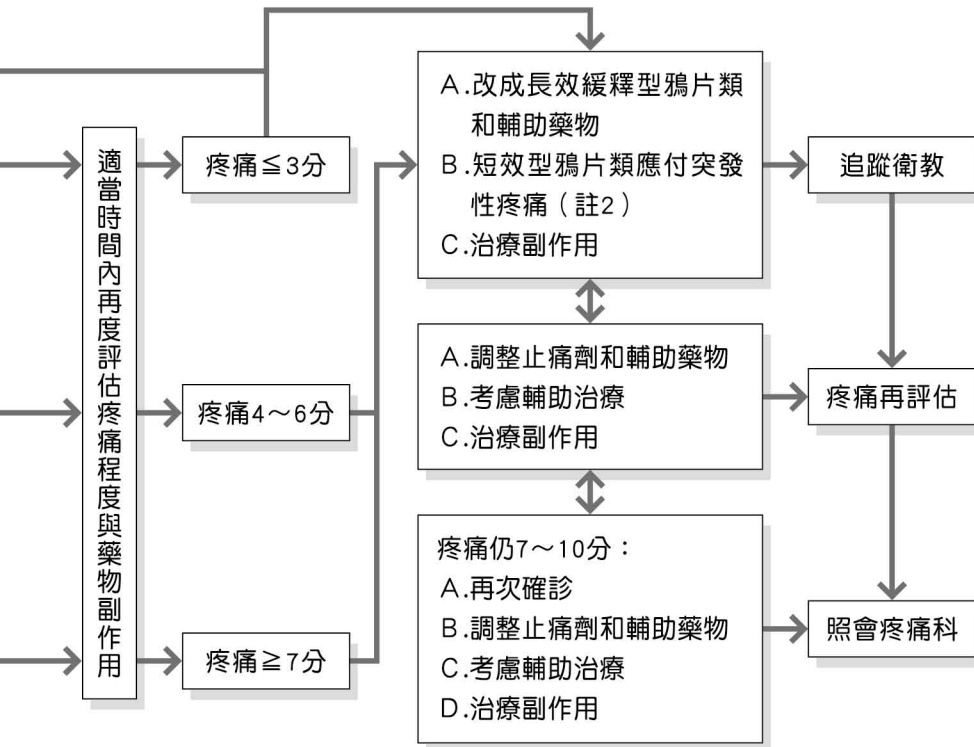 適當時間內再度評估疼痛程度與藥物副作用
疼痛≦3分
疼痛4～6分
疼痛≧7分
A.改成長效緩釋型鴉片類
和輔助藥物
B.短效型鴉片類應付突發
性疼痛（註2）
C.治療副作用
A.調整止痛劑和輔助藥物
B.考慮輔助治療
C.治療副作用
疼痛仍7～10分：
A.再次確診
B.調整止痛劑和輔助藥物
C.考慮輔助治療
D.治療副作用
追蹤衛教
疼痛再評估
照會疼痛科